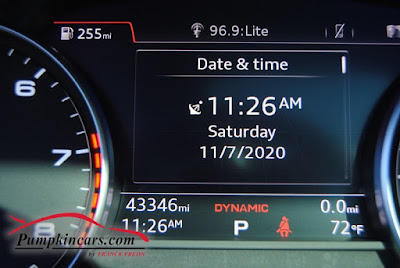 255mi
96.9:Lite
Date & time
11:26AM
Saturday
11/7/2020
6
7
8
43346mi
DYNAMIC
0.0mi
11:26AM
P
72°F
Pumpkincars.com